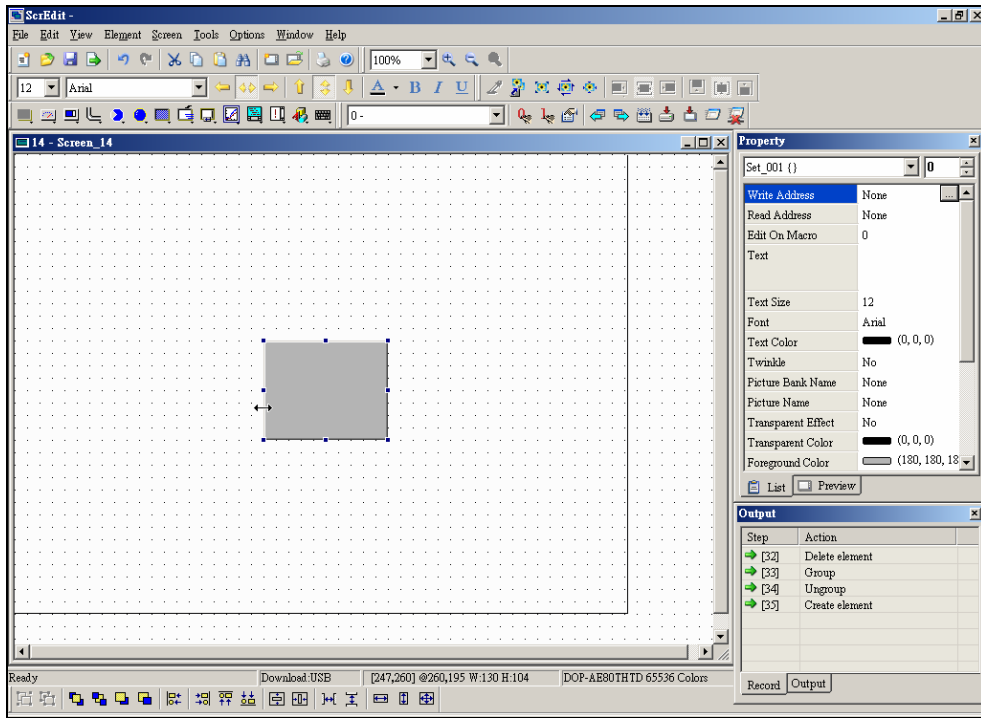 ScrEdit -
File Edit View Element Screen Tools Options Window Help
100%
12 Arial A B I U
0 -
14 - Screen_14
Property
Set_001 {} 0
Write Address None ...
Read Address None
Edit On Macro 0
Text
Text Size 12
Font Arial
Text Color (0, 0, 0)
Twinkle No
Picture Bank Name None
Picture Name None
Transparent Effect No
Transparent Color (0, 0, 0)
Foreground Color (180, 180, 18
List Preview
Output
Step Action
[32] Delete element
[33] Group
[34] Ungroup
[35] Create element
Record Output
Ready Download:USB [247,260] @260,195 W:130 H:104 DOP-AE80THTD 65536 Colors